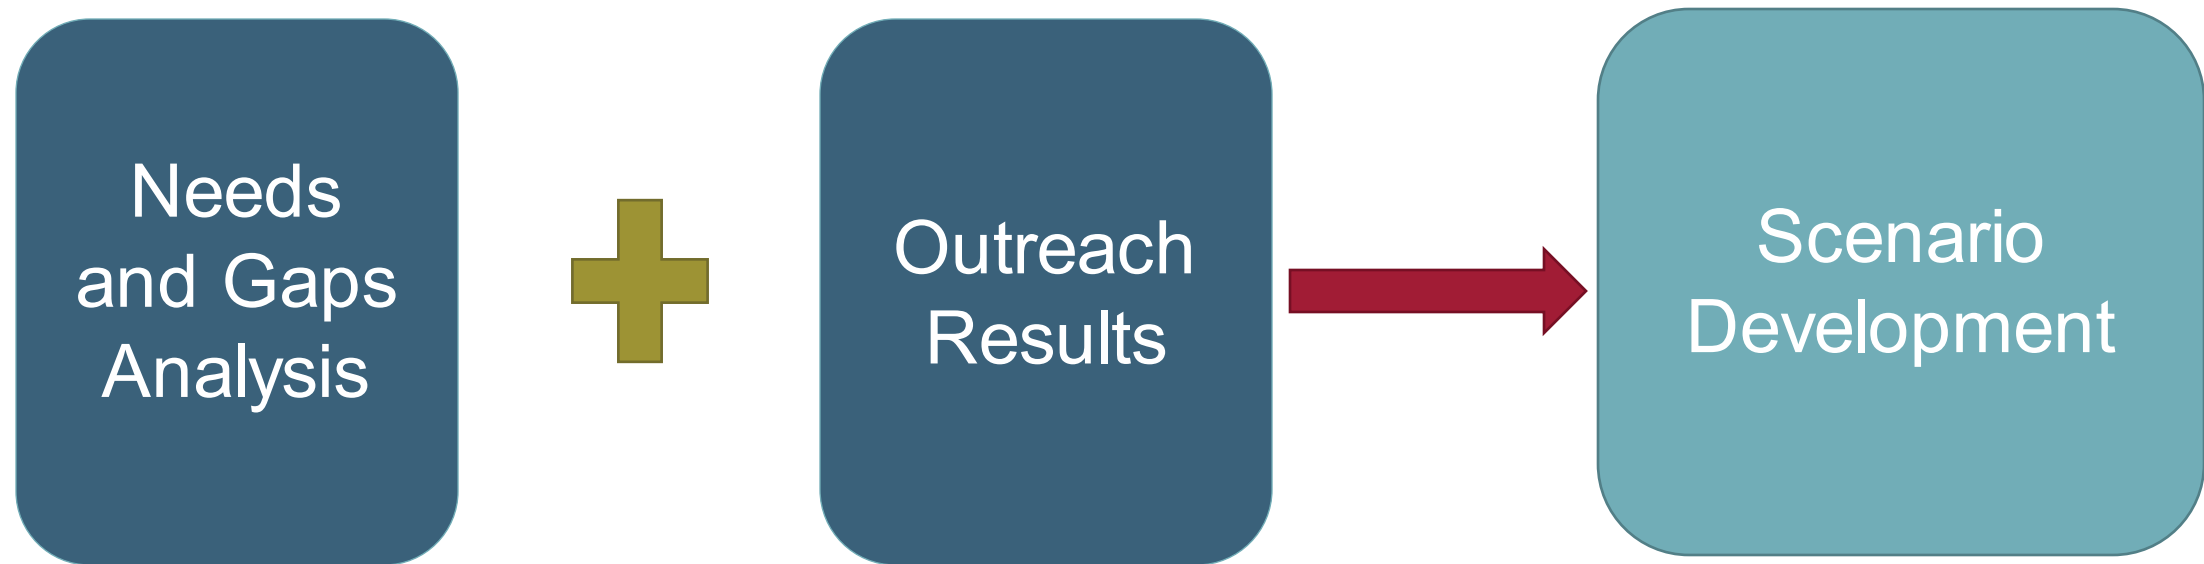 Needs
and Gaps
Analysis
Outreach
Results
Scenario
Development